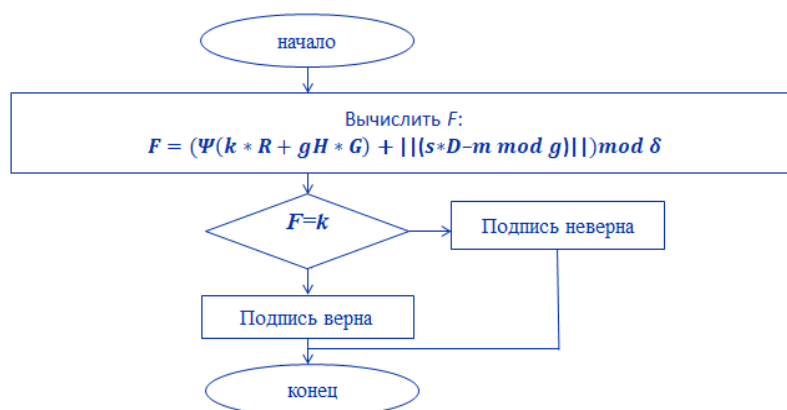 начало
Вычислить F:
F = (Ψ(k * R + gH * G) + ||(s*D–m mod g)||)mod δ
F=k
Подпись неверна
Подпись верна
конец